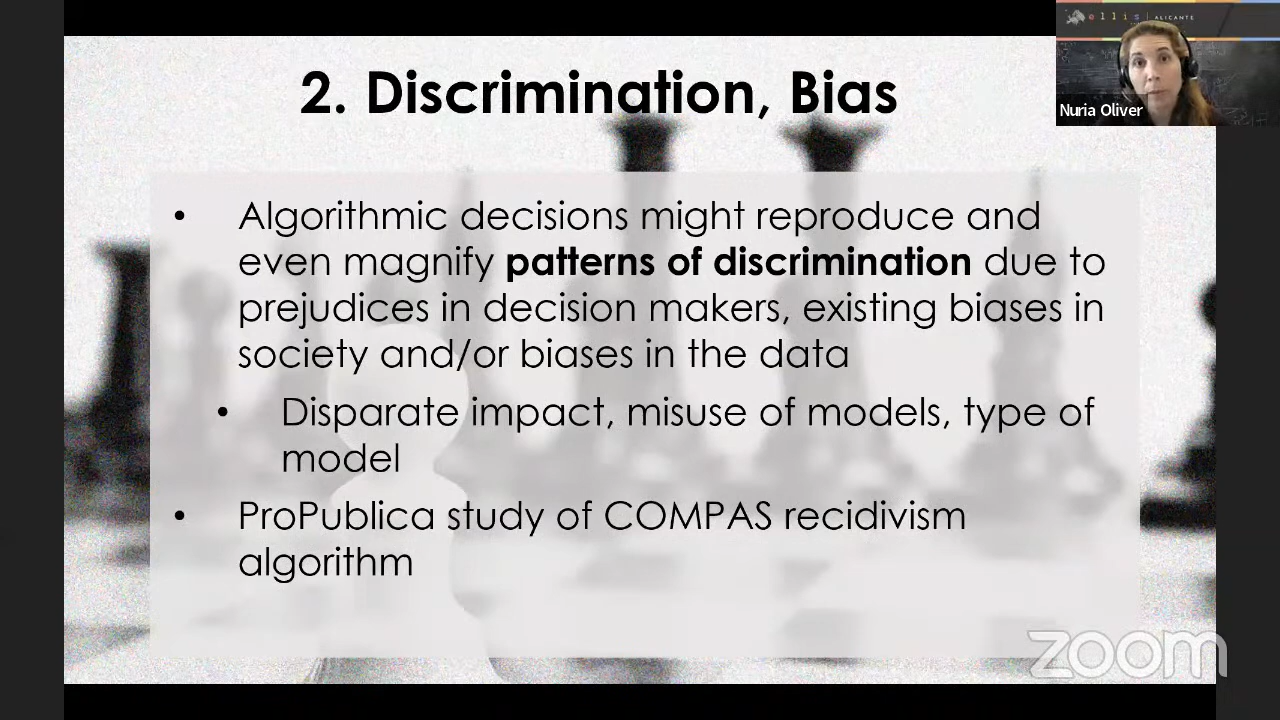 2. Discrimination, Bias
ellis | ALICANTE
Nuria Oliver
• Algorithmic decisions might reproduce and
even magnify patterns of discrimination due to
prejudices in decision makers, existing biases in
society and/or biases in the data
• Disparate impact, misuse of models, type of
model
• ProPublica study of COMPAS recidivism
algorithm
zoom